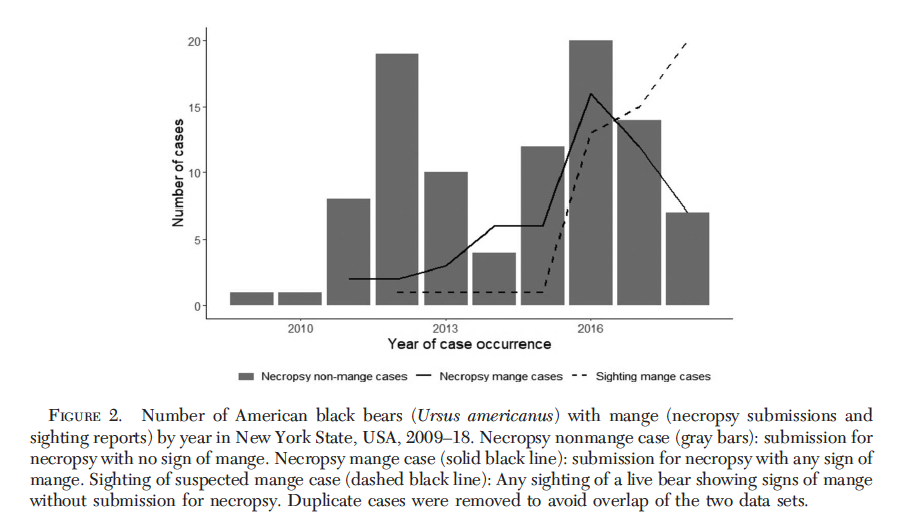 20
15
10
5
0
Number of cases
2010 2013 2016
Year of case occurrence
Necropsy non-mange cases Necropsy mange cases Sighting mange cases
FIGURE 2. Number of American black bears (Ursus americanus) with mange (necropsy submissions and
sighting reports) by year in New York State, USA, 2009–18. Necropsy nonmange case (gray bars): submission for
necropsy with no sign of mange. Necropsy mange case (solid black line): submission for necropsy with any sign of
mange. Sighting of suspected mange case (dashed black line): Any sighting of a live bear showing signs of mange
without submission for necropsy. Duplicate cases were removed to avoid overlap of the two data sets.